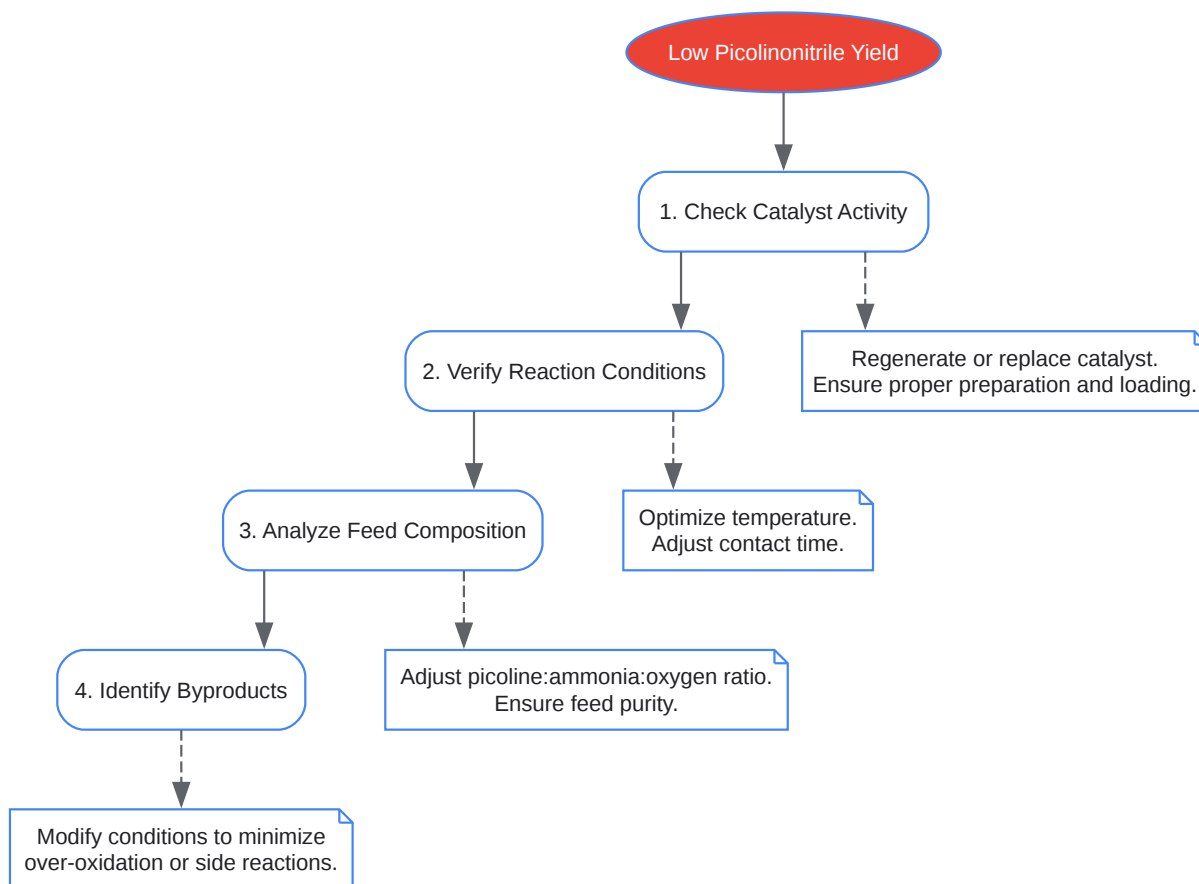 Low Picolinonitrile Yield
1. Check Catalyst Activity
2. Verify Reaction Conditions
Regenerate or replace catalyst.
Ensure proper preparation and loading.
3. Analyze Feed Composition
Optimize temperature.
Adjust contact time.
4. Identify Byproducts
Adjust picoline:ammonia:oxygen ratio.
Ensure feed purity.
Modify conditions to minimize
over-oxidation or side reactions.